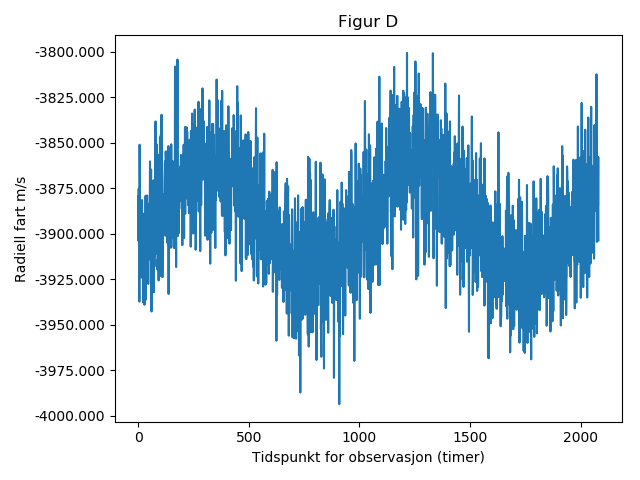 Figur D
-3800.000
-3825.000
-3850.000
-3875.000
-3900.000
-3925.000
-3950.000
-3975.000
-4000.000
Radiell fart m/s
0 500 1000 1500 2000
Tidspunkt for observasjon (timer)